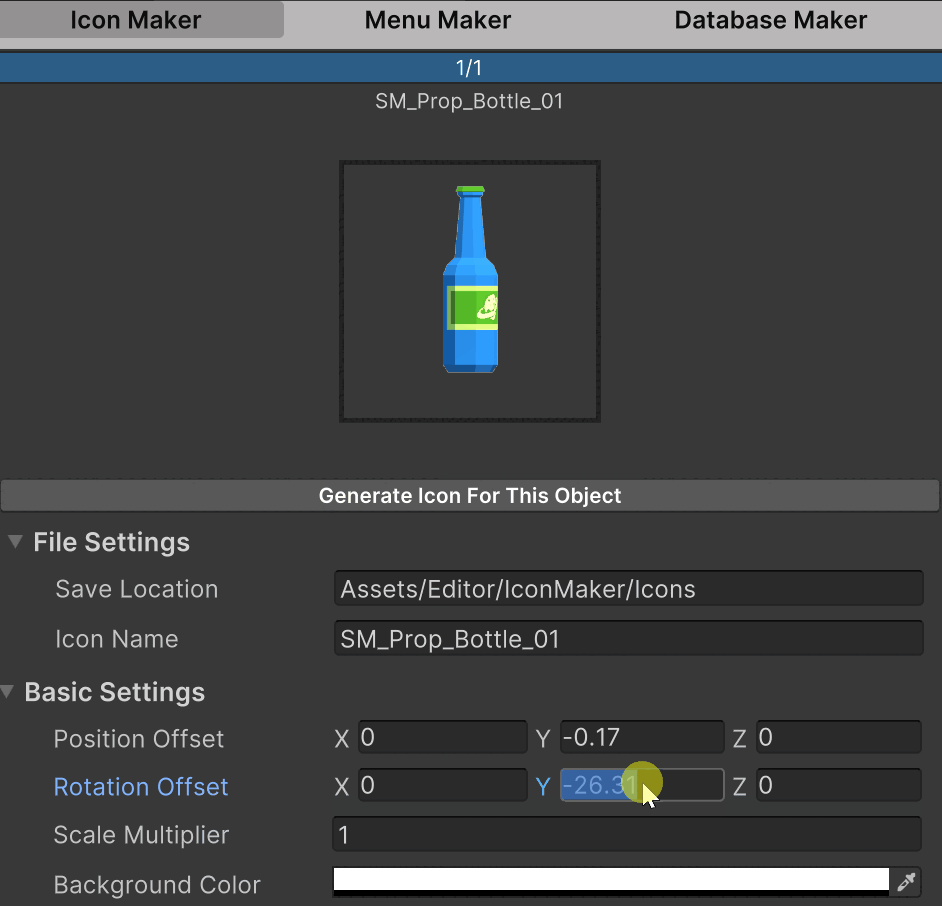 Icon Maker Menu Maker Database Maker
1/1
SM_Prop_Bottle_01
Generate Icon For This Object
File Settings
Save Location Assets/Editor/IconMaker/Icons
Icon Name SM_Prop_Bottle_01
Basic Settings
Position Offset X 0 Y -0.17 Z 0
Rotation Offset X 0 Y -26.31 Z 0
Scale Multiplier 1
Background Color